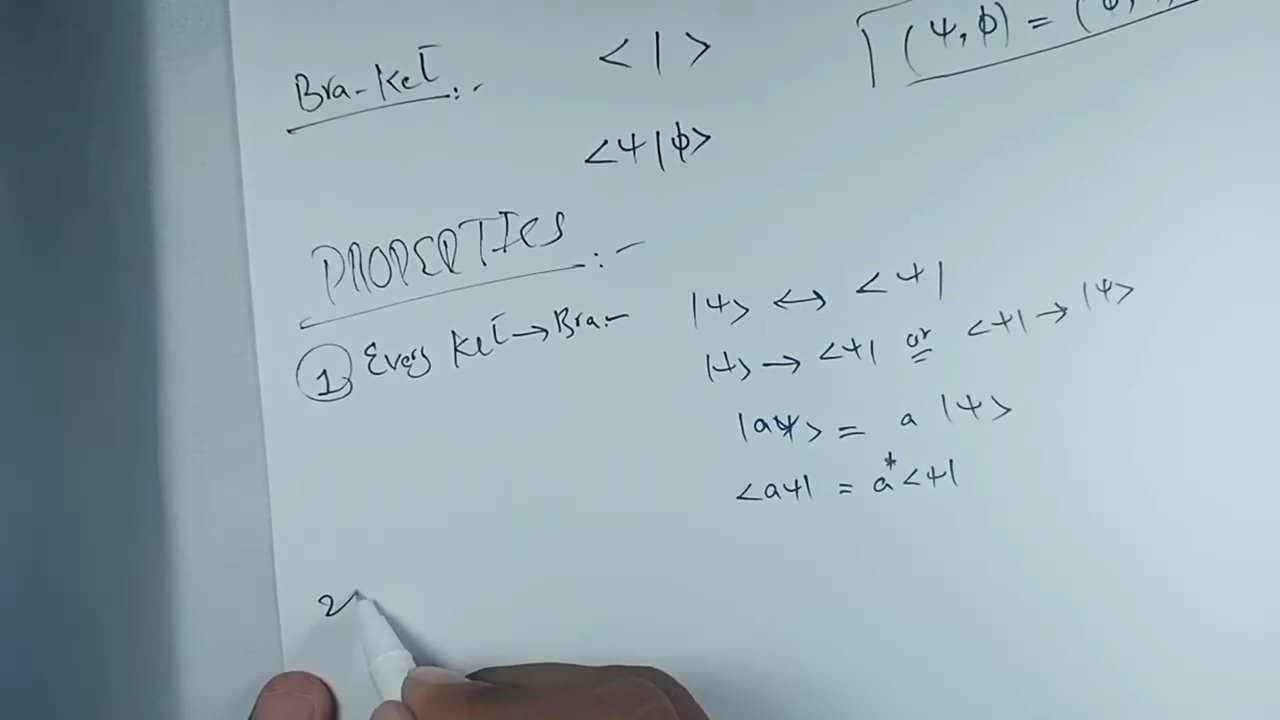 (Ψ, ϕ) =
Bra-Ket :-
< | >
<Ψ|ϕ>
PROPERTIES :-
① Every Ket → Bra :-
|Ψ> ↔ <Ψ|
|Ψ> → <Ψ| or <Ψ| → |Ψ>
|aΨ> = a |Ψ>
<aΨ| = a* <Ψ|
2